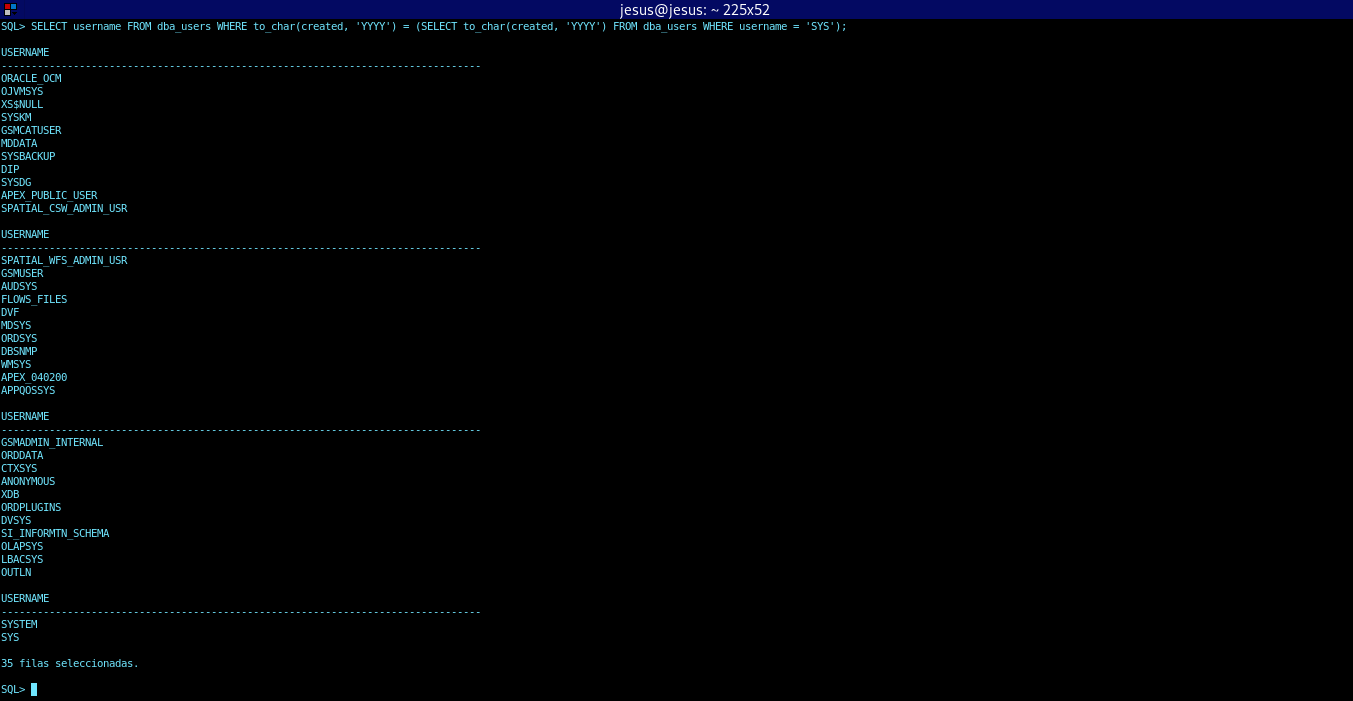 jesus@jesus: ~ 225x52
SQL> SELECT username FROM dba_users WHERE to_char(created, 'YYYY') = (SELECT to_char(created, 'YYYY') FROM dba_users WHERE username = 'SYS');
USERNAME
--------------------------------------------------------------------------------
ORACLE_OCM
OJVMSYS
XS$NULL
SYSKM
GSMCATUSER
MDDATA
SYSBACKUP
DIP
SYSDG
APEX_PUBLIC_USER
SPATIAL_CSW_ADMIN_USR
USERNAME
--------------------------------------------------------------------------------
SPATIAL_WFS_ADMIN_USR
GSMUSER
AUDSYS
FLOWS_FILES
DVF
MDSYS
ORDSYS
DBSNMP
WMSYS
APEX_040200
APPQOSSYS
USERNAME
--------------------------------------------------------------------------------
GSMADMIN_INTERNAL
ORDDATA
CTXSYS
ANONYMOUS
XDB
ORDPLUGINS
DVSYS
SI_INFORMTN_SCHEMA
OLAPSYS
LBACSYS
OUTLN
USERNAME
--------------------------------------------------------------------------------
SYSTEM
SYS
35 filas seleccionadas.
SQL>